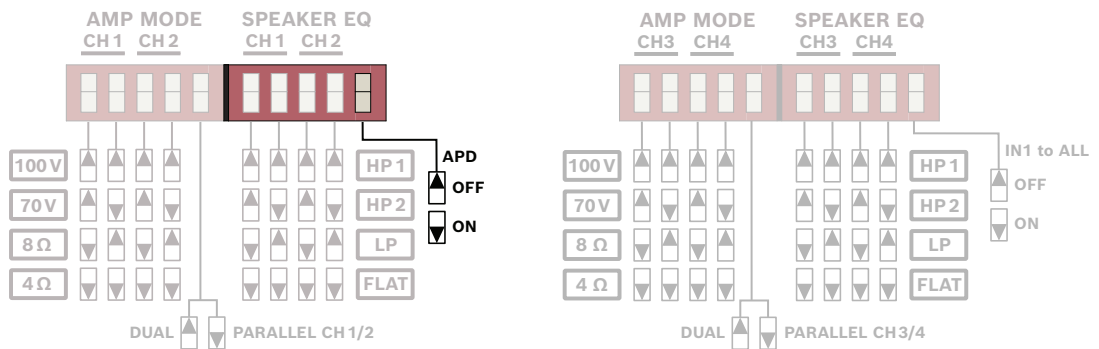 AMP MODE SPEAKER EQ
CH1 CH2 CH1 CH2
100 V HP 1
70 V HP 2
8 Ω LP
4 Ω FLAT
APD
OFF
ON
DUAL PARALLEL CH 1/2
AMP MODE SPEAKER EQ
CH3 CH4 CH3 CH4
100 V HP 1
70 V HP 2
8 Ω LP
4 Ω FLAT
IN1 to ALL
OFF
ON
DUAL PARALLEL CH3/4